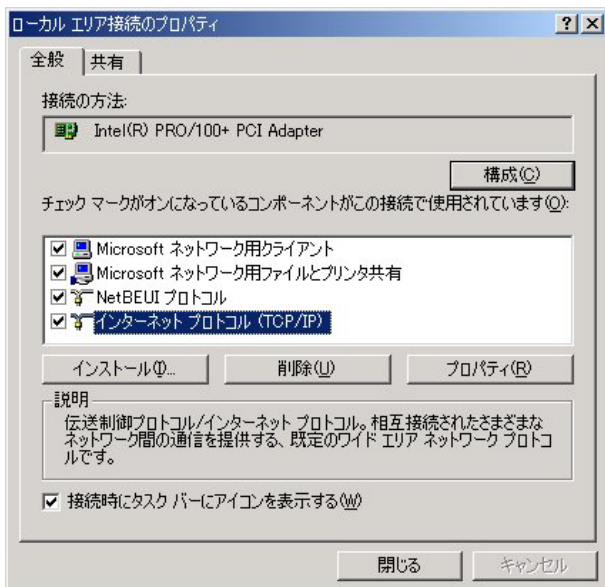 ローカル エリア接続のプロパティ
全般
共有
接続の方法:
Intel(R) PRO/100+ PCI Adapter
構成(C)
チェック マークがオンになっているコンポーネントがこの接続で使用されています(O):
Microsoft ネットワーク用クライアント
Microsoft ネットワーク用ファイルとプリンタ共有
NetBEUI プロトコル
インターネット プロトコル (TCP/IP)
インストール(I)...
削除(U)
プロパティ(R)
説明
伝送制御プロトコル/インターネット プロトコル。相互接続されたさまざまな
ネットワーク間の通信を提供する、既定のワイド エリア ネットワーク プロトコ
ルです。
接続時にタスク バーにアイコンを表示する(W)
閉じる
キャンセル